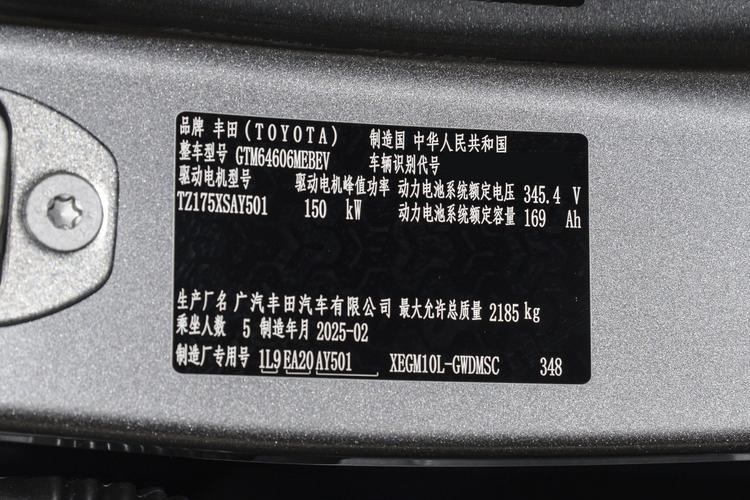 品牌 丰田(TOYOTA) 制造国 中华人民共和国
整车型号 GTM64606MEBEV 车辆识别代号
驱动电机型号 驱动电机峰值功率 动力电池系统额定电压 345.4 V
TZ175XSAY501 150 kW 动力电池系统额定容量 169 Ah
生产厂名 广汽丰田汽车有限公司 最大允许总质量 2185 kg
乘坐人数 5 制造年月 2025-02
制造厂专用号 1L9 EA20 AY501 XEGM10L-GWDMSC 348